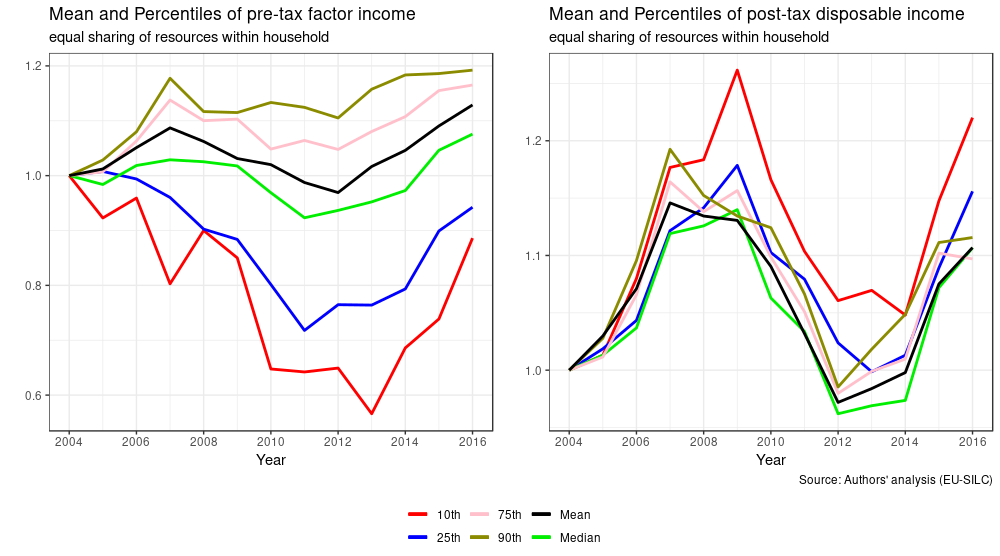 Mean and Percentiles of pre-tax factor income
equal sharing of resources within household
1.2
1.0
0.8
0.6
2004 2006 2008 2010 2012 2014 2016
Year
Mean and Percentiles of post-tax disposable income
equal sharing of resources within household
1.2
1.1
1.0
2004 2006 2008 2010 2012 2014 2016
Year
Source: Authors' analysis (EU-SILC)
10th 75th Mean
25th 90th Median